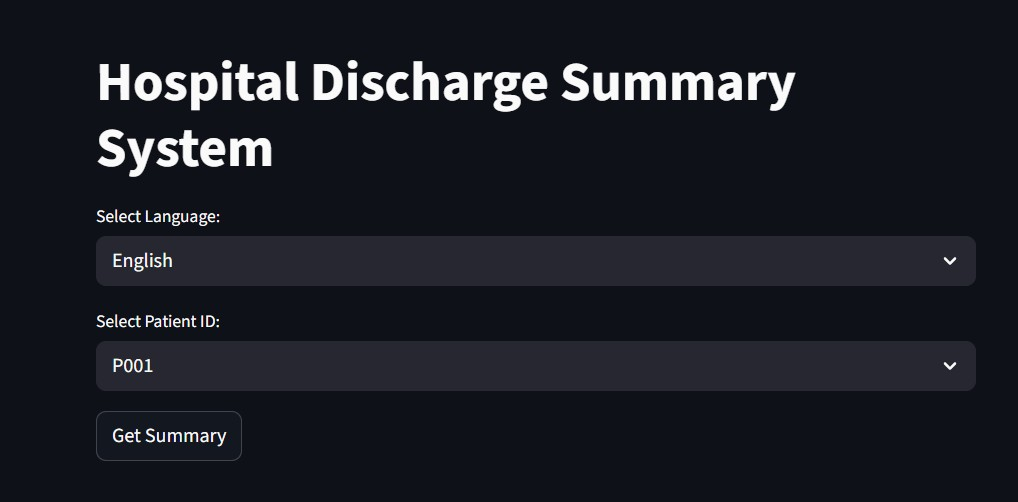 Hospital Discharge Summary
System
Select Language:
English
Select Patient ID:
P001
Get Summary